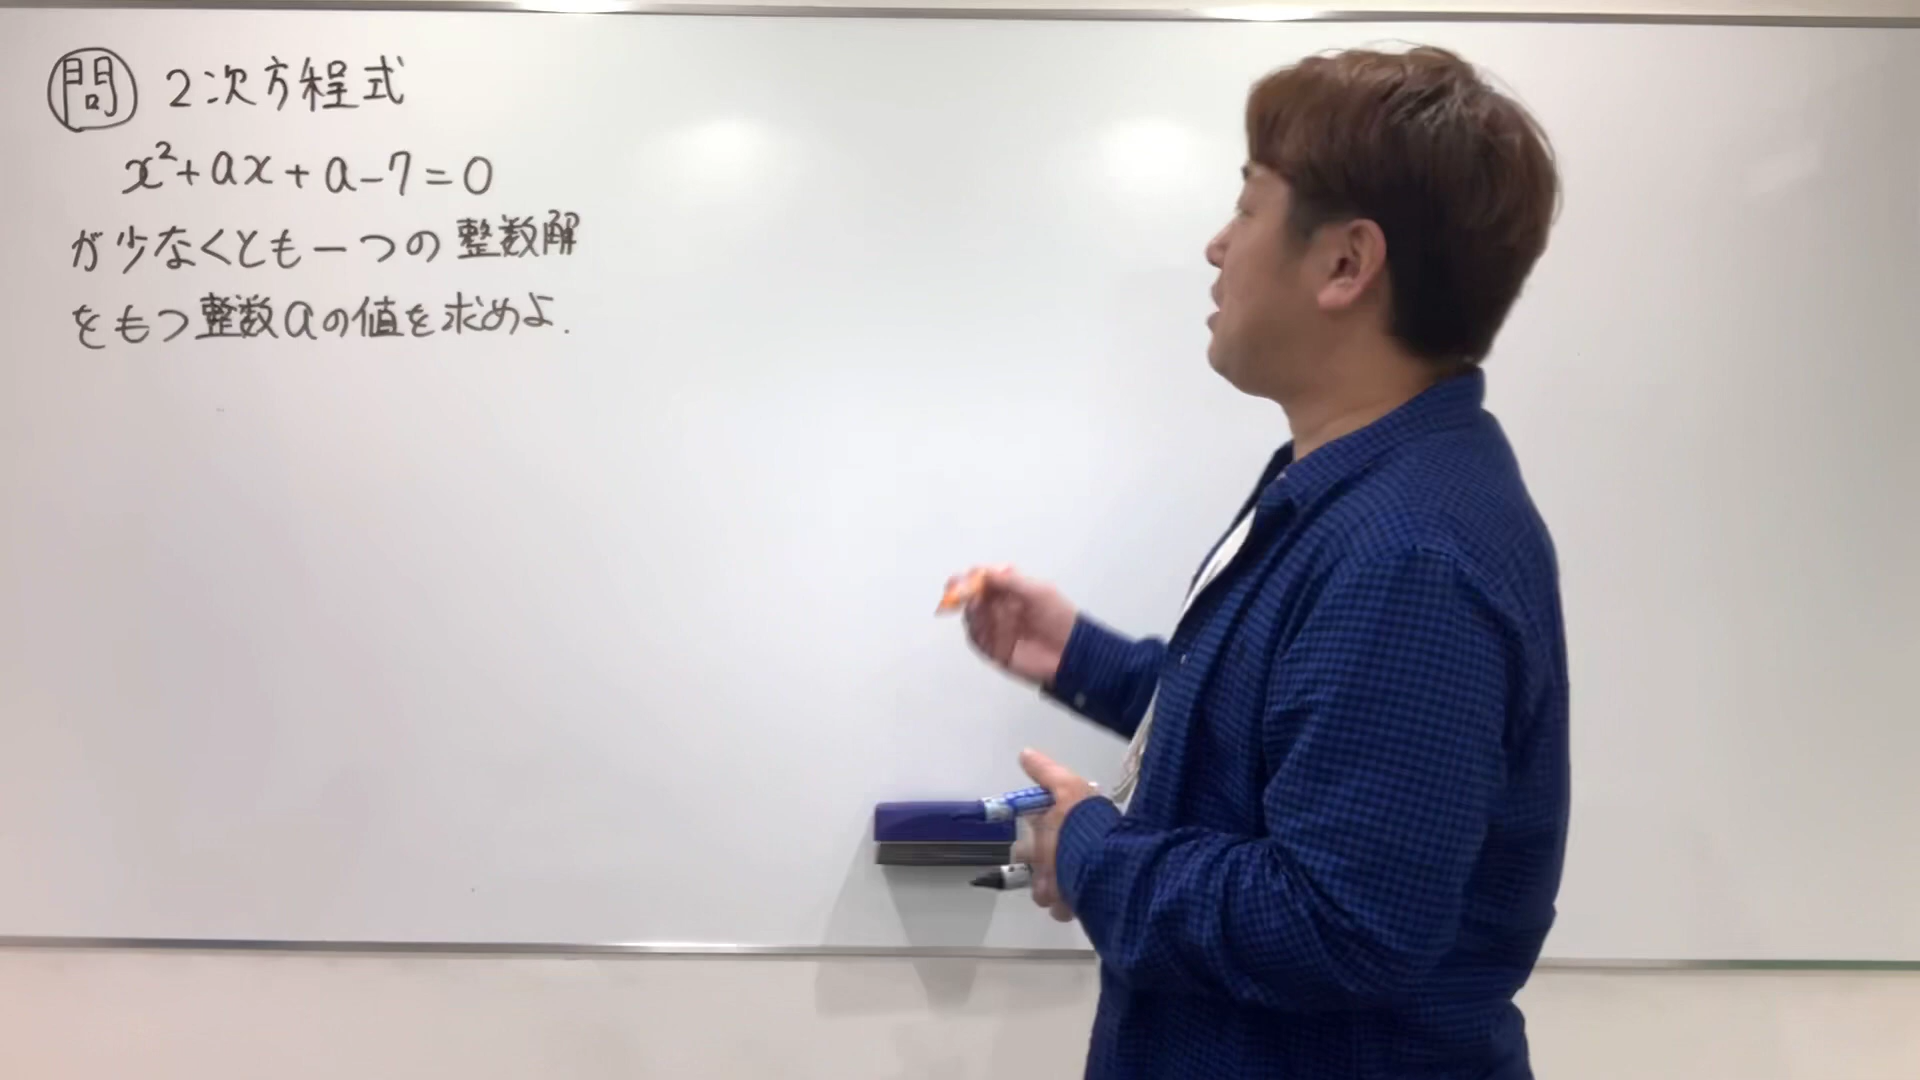 問 2次方程式
x²+ax+a-7=0
が少なくとも一つの整数解
をもつ整数aの値を求めよ.